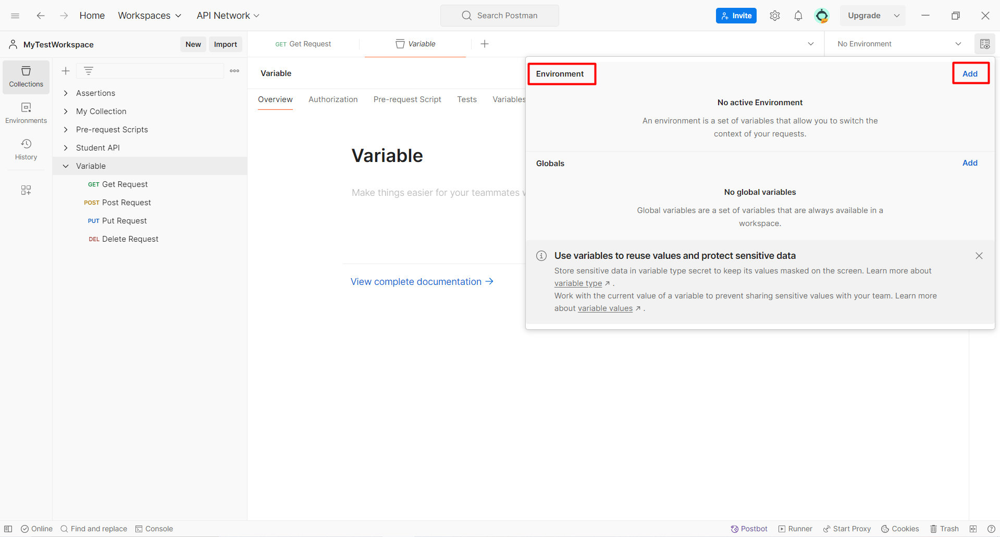 Home Workspaces API Network Search Postman Invite Upgrade
MyTestWorkspace New Import
GET Get Request Variable No Environment
Collections
Environments
History
Assertions
My Collection
Pre-request Scripts
Student API
Variable
GET Get Request
POST Post Request
PUT Put Request
DEL Delete Request
Variable
Overview Authorization Pre-request Script Tests Variables
Variable
Make things easier for your teammates
View complete documentation →
Environment Add
No active Environment
An environment is a set of variables that allow you to switch the
context of your requests.
Globals Add
No global variables
Global variables are a set of variables that are always available in a
workspace.
Use variables to reuse values and protect sensitive data
Store sensitive data in variable type secret to keep its values masked on the screen. Learn more about
variable type ↗ .
Work with the current value of a variable to prevent sharing sensitive values with your team. Learn more
about variable values ↗ .
Online Find and replace Console Postbot Runner Start Proxy Cookies Trash